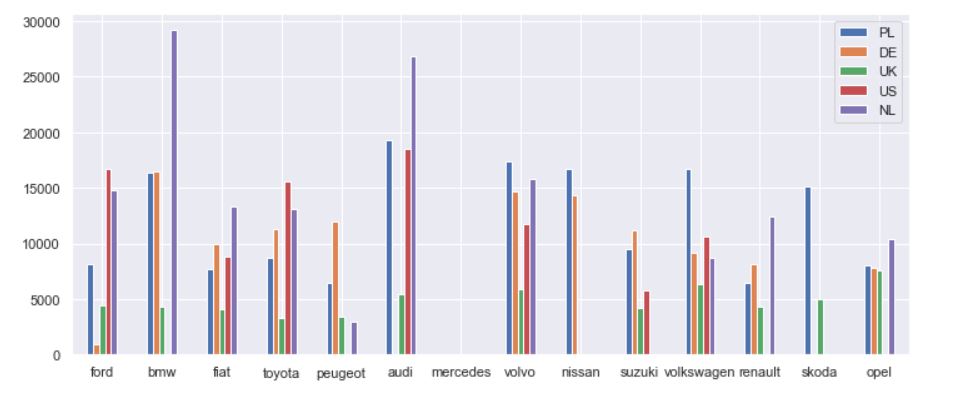 30000
25000
20000
15000
10000
5000
0
PL
DE
UK
US
NL
ford bmw fiat toyota peugeot audi mercedes volvo nissan suzuki volkswagen renault skoda opel